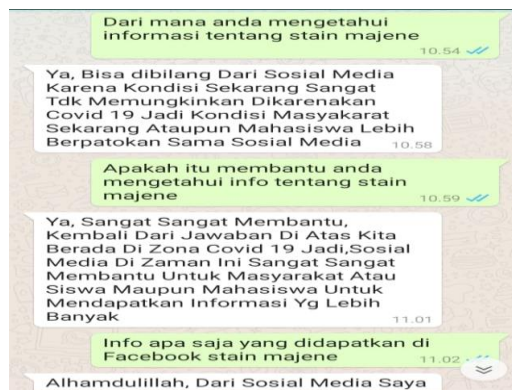 Dari mana anda mengetahui
informasi tentang stain majene
10.54
Ya, Bisa dibilang Dari Sosial Media
Karena Kondisi Sekarang Sangat
Tdk Memungkinkan Dikarenakan
Covid 19 Jadi Kondisi Masyakarat
Sekarang Ataupun Mahasiswa Lebih
Berpatokan Sama Sosial Media 10.58
Apakah itu membantu anda
mengetahui info tentang stain
majene 10.59
Ya, Sangat Sangat Membantu,
Kembali Dari Jawaban Di Atas Kita
Berada Di Zona Covid 19 Jadi,Sosial
Media Di Zaman Ini Sangat Sangat
Membantu Untuk Masyarakat Atau
Siswa Maupun Mahasiswa Untuk
Mendapatkan Informasi Yg Lebih
Banyak 11.01
Info apa saja yang didapatkan di
Facebook stain majene 11.02
Alhamdulillah, Dari Sosial Media Saya